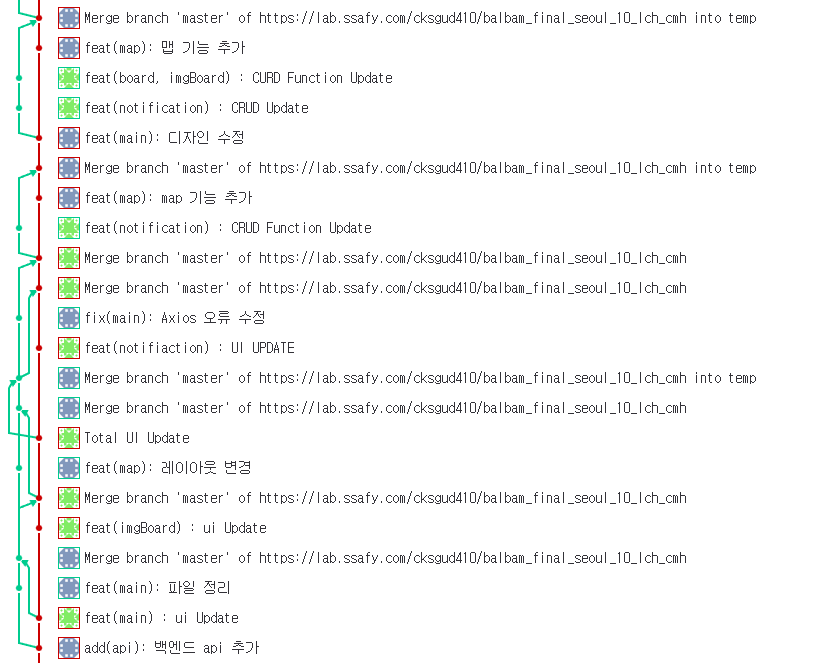 Merge branch 'master' of https://lab.ssafy.com/cksgud410/balbam_final_seoul_10_lch_cmh into temp
feat(map): 맵 기능 추가
feat(board, imgBoard) : CURD Function Update
feat(notification) : CRUD Update
feat(main): 디자인 수정
Merge branch 'master' of https://lab.ssafy.com/cksgud410/balbam_final_seoul_10_lch_cmh into temp
feat(map): map 기능 추가
feat(notification) : CRUD Function Update
Merge branch 'master' of https://lab.ssafy.com/cksgud410/balbam_final_seoul_10_lch_cmh
Merge branch 'master' of https://lab.ssafy.com/cksgud410/balbam_final_seoul_10_lch_cmh
fix(main): Axios 오류 수정
feat(notifiaction) : UI UPDATE
Merge branch 'master' of https://lab.ssafy.com/cksgud410/balbam_final_seoul_10_lch_cmh into temp
Merge branch 'master' of https://lab.ssafy.com/cksgud410/balbam_final_seoul_10_lch_cmh
Total UI Update
feat(map): 레이아웃 변경
Merge branch 'master' of https://lab.ssafy.com/cksgud410/balbam_final_seoul_10_lch_cmh
feat(imgBoard) : ui Update
Merge branch 'master' of https://lab.ssafy.com/cksgud410/balbam_final_seoul_10_lch_cmh
feat(main): 파일 정리
feat(main) : ui Update
add(api): 백엔드 api 추가